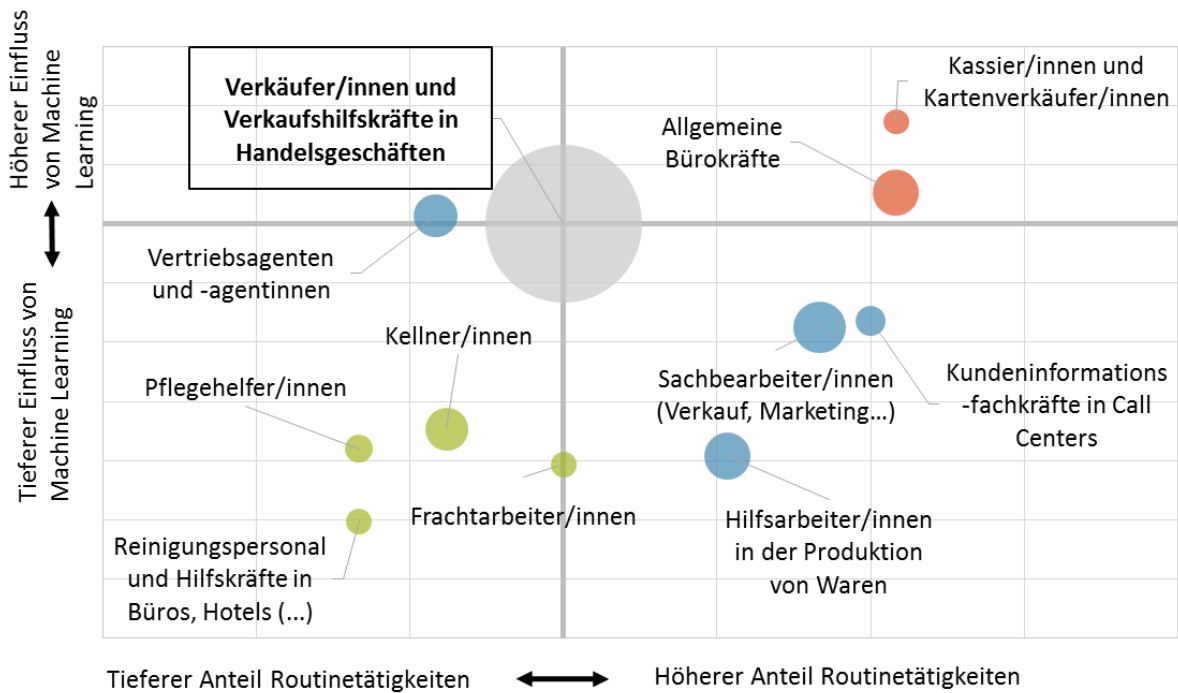 Höherer Einfluss
von Machine
Learning
Tieferer Einfluss von
Machine Learning
Verkäufer/innen und
Verkaufshilfskräfte in
Handelsgeschäften
Kassier/innen und
Kartenverkäufer/innen
Allgemeine
Bürokräfte
Vertriebsagenten
und -agentinnen
Kellner/innen
Pflegehelfer/innen
Sachbearbeiter/innen
(Verkauf, Marketing...)
Kundeninformations
-fachkräfte in Call
Centers
Frachtarbeiter/innen
Hilfsarbeiter/innen
in der Produktion
von Waren
Reinigungspersonal
und Hilfskräfte in
Büros, Hotels (...)
Tieferer Anteil Routinetätigkeiten
Höherer Anteil Routinetätigkeiten